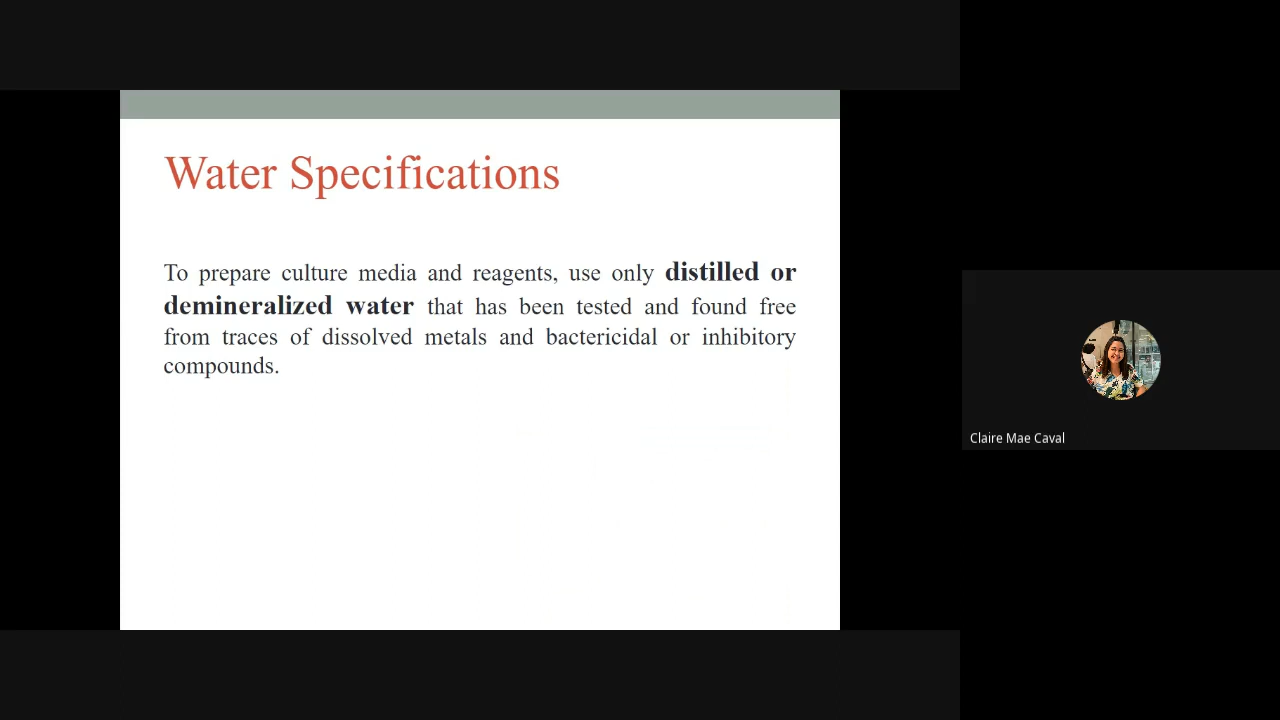 Water Specifications
To prepare culture media and reagents, use only distilled or
demineralized water that has been tested and found free
from traces of dissolved metals and bactericidal or inhibitory
compounds.
Claire Mae Caval